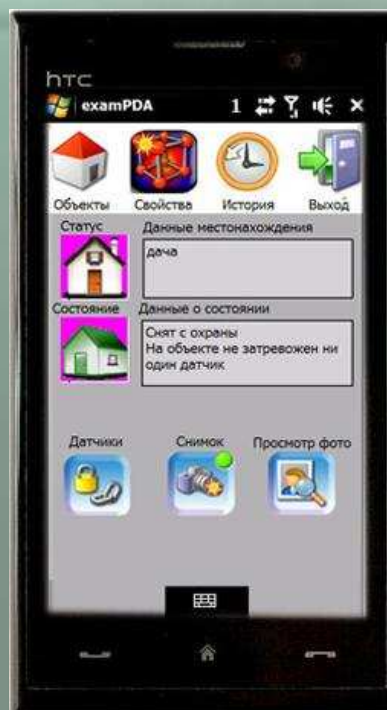 hтc
examPDA 1
Объекты Свойства История Выход
Статус Данные местонахождения
дача
Состояние Данные о состоянии
Снят с охраны
На объекте не затревожен ни
один датчик
Датчики Снимок Просмотр фото